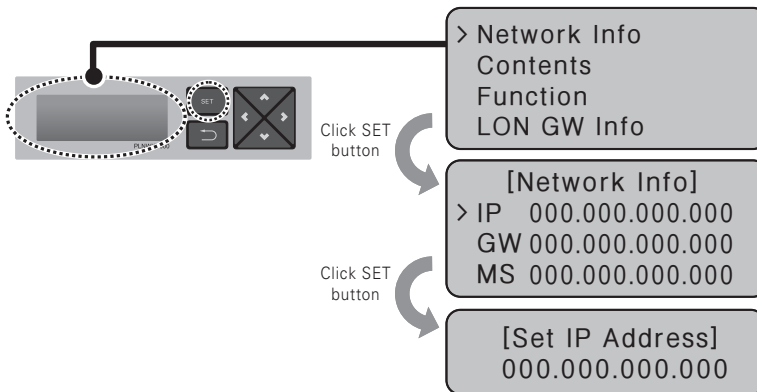 > Network Info
Contents
Function
LON GW Info
SET
Click SET
button
[Network Info]
> IP 000.000.000.000
GW 000.000.000.000
MS 000.000.000.000
Click SET
button
[Set IP Address]
000.000.000.000